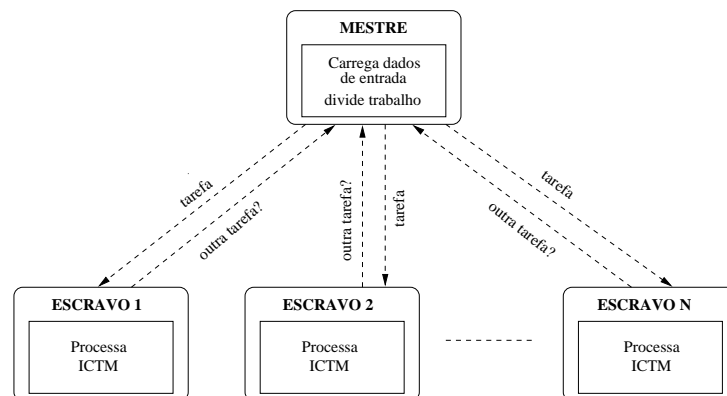 MESTRE
Carrega dados
de entrada
divide trabalho
tarefa
outra tarefa?
outra tarefa?
tarefa
outra tarefa?
tarefa
ESCRAVO 1
Processa
ICTM
ESCRAVO 2
Processa
ICTM
ESCRAVO N
Processa
ICTM